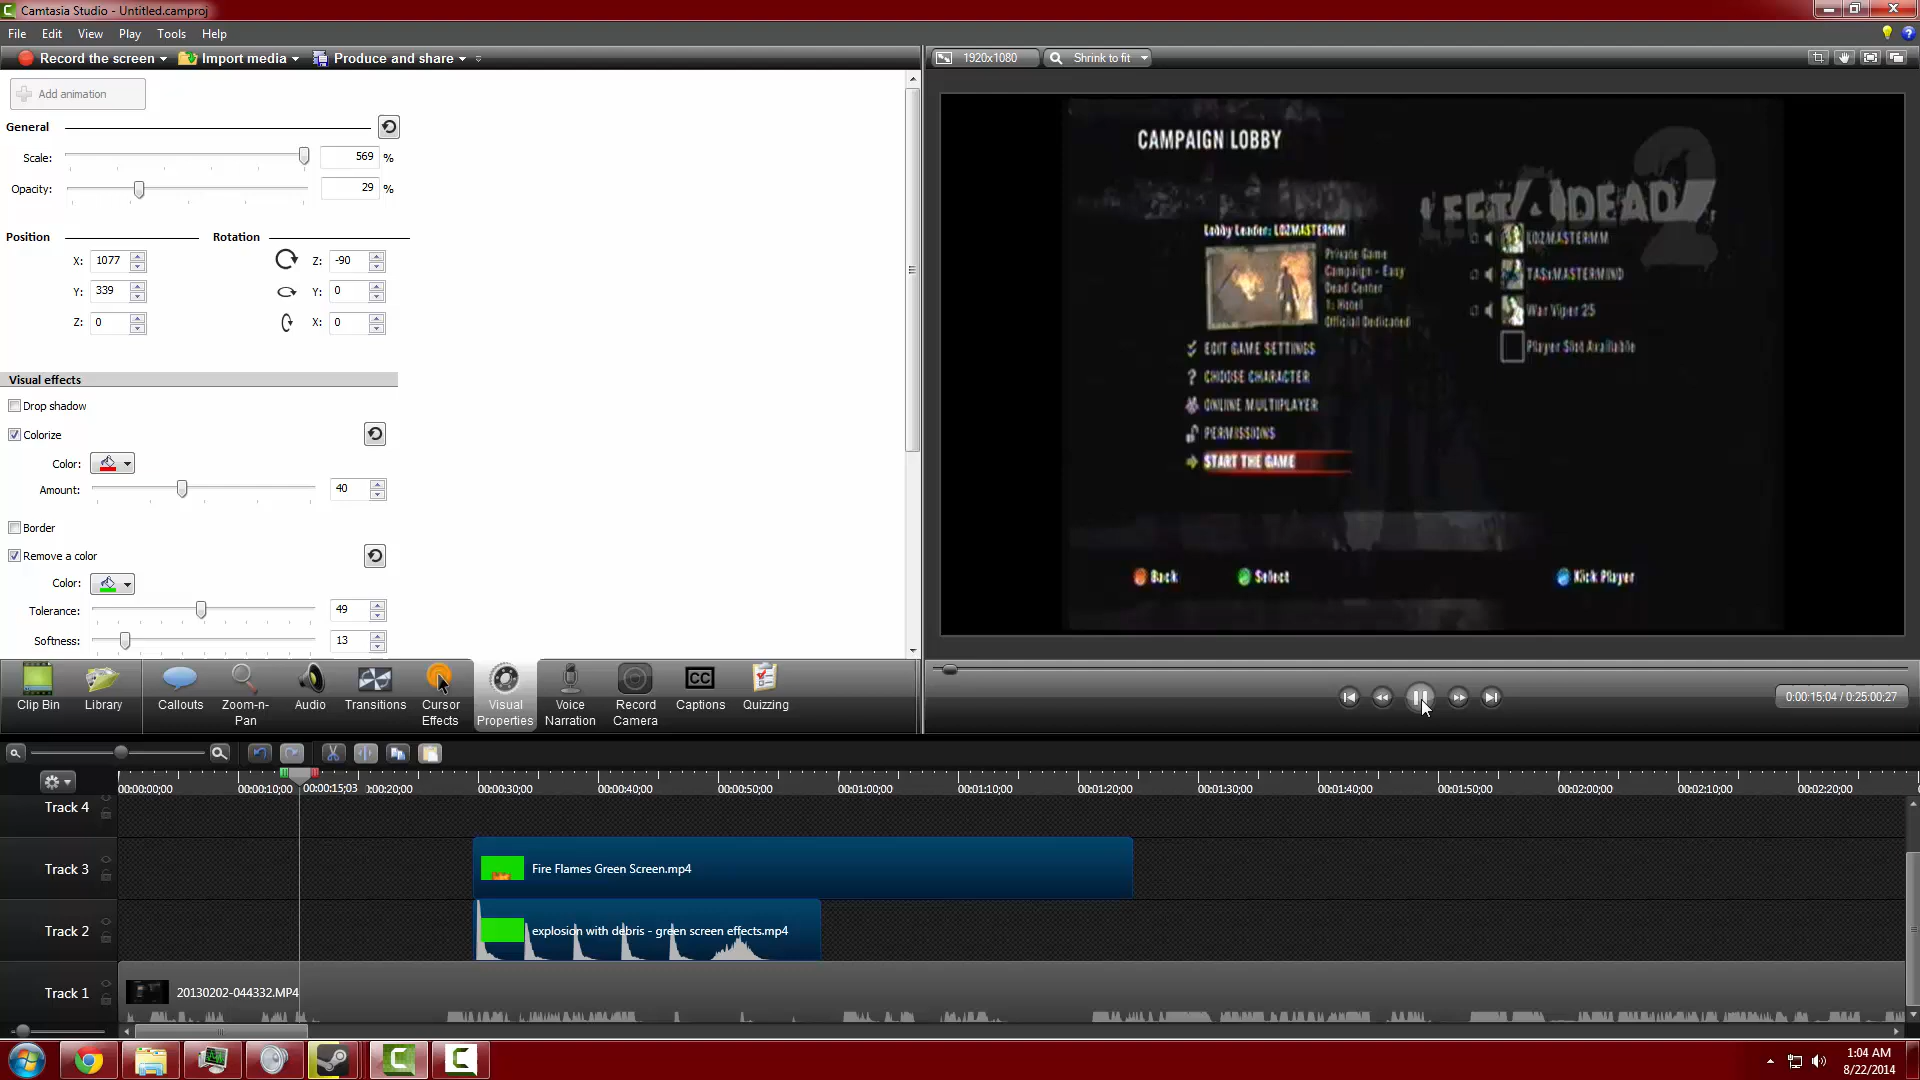 Camtasia Studio - Untitled.camproj
File Edit View Play Tools Help
Record the screen Import media Produce and share
1920x1080 Shrink to fit
Add animation
General
Scale: 569 %
Opacity: 29 %
Position Rotation
X: 1077 Z: -90
Y: 339 Y: 0
Z: 0 X: 0
Visual effects
Drop shadow
Colorize
Color:
Amount: 40
Border
Remove a color
Color:
Tolerance: 49
Softness: 13
CAMPAIGN LOBBY
LEFT 4 DEAD 2
Lobby Leader: LOZMASTERMM
Private Game
Campaign - Easy
Dead Center
1: Hotel
Official Dedicated
LOZMASTERMM
TAS:MASTERMIND
War Viper 25
Player Slot Available
EDIT GAME SETTINGS
CHOOSE CHARACTER
ONLINE MULTIPLAYER
PERMISSIONS
START THE GAME
Back Select Kick Player
Clip Bin Library Callouts Zoom-n-Pan Audio Transitions Cursor Effects Visual Properties Voice Narration Record Camera CC Captions Quizzing
0:00:15;04 / 0:25:00;27
00:00:00;00 00:00:10;00 00:00:15;03 :00:20;00 00:00:30;00 00:00:40;00 00:00:50;00 00:01:00;00 00:01:10;00 00:01:20;00 00:01:30;00 00:01:40;00 00:01:50;00 00:02:00;00 00:02:10;00 00:02:20;00
Track 4
Track 3 Fire Flames Green Screen.mp4
Track 2 explosion with debris - green screen effects.mp4
Track 1 20130202-044332.MP4
1:04 AM
8/22/2014